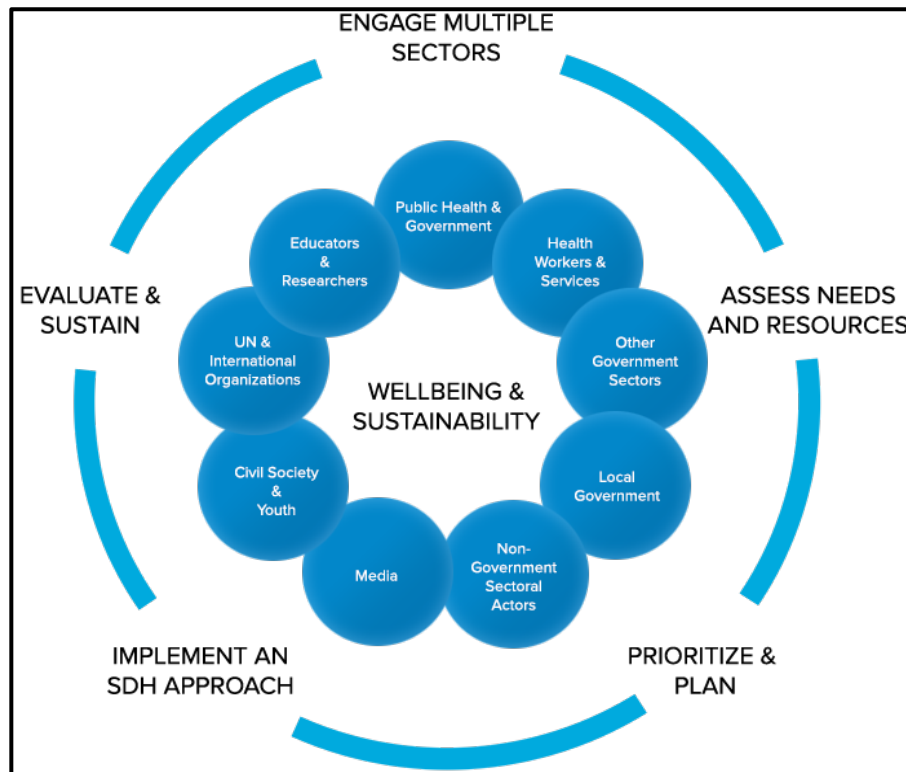 ENGAGE MULTIPLE
SECTORS
ASSESS NEEDS
AND RESOURCES
PRIORITIZE &
PLAN
IMPLEMENT AN
SDH APPROACH
EVALUATE &
SUSTAIN
Public Health &
Government
Health
Workers &
Services
Other
Government
Sectors
Local
Government
Non-
Government
Sectoral
Actors
Media
Civil Society
&
Youth
UN &
International
Organizations
Educators
&
Researchers
WELLBEING &
SUSTAINABILITY